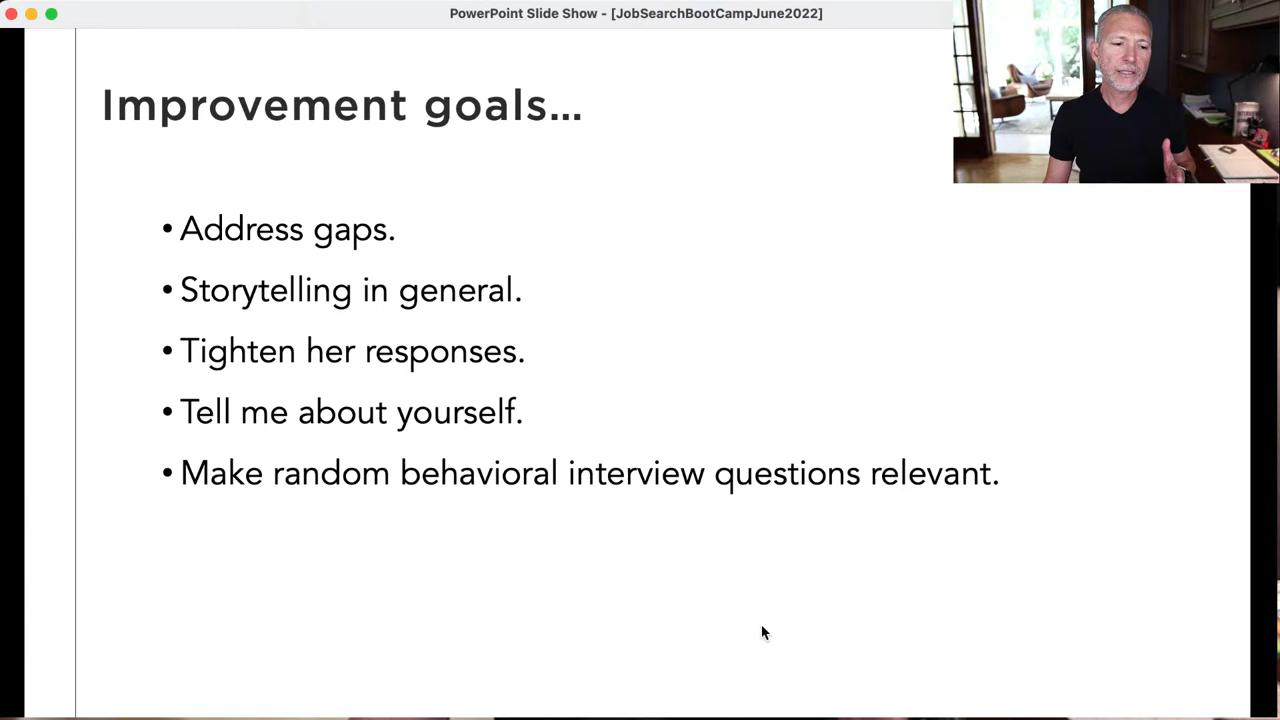 PowerPoint Slide Show - [JobSearchBootCampJune2022]
Improvement goals...
• Address gaps.
• Storytelling in general.
• Tighten her responses.
• Tell me about yourself.
• Make random behavioral interview questions relevant.